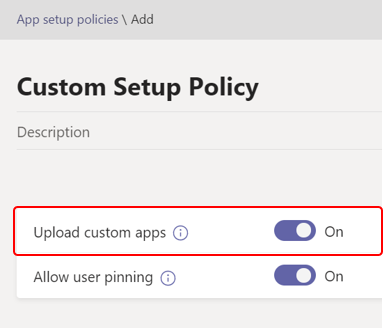 App setup policies \ Add
Custom Setup Policy
Description
Upload custom apps On
Allow user pinning On